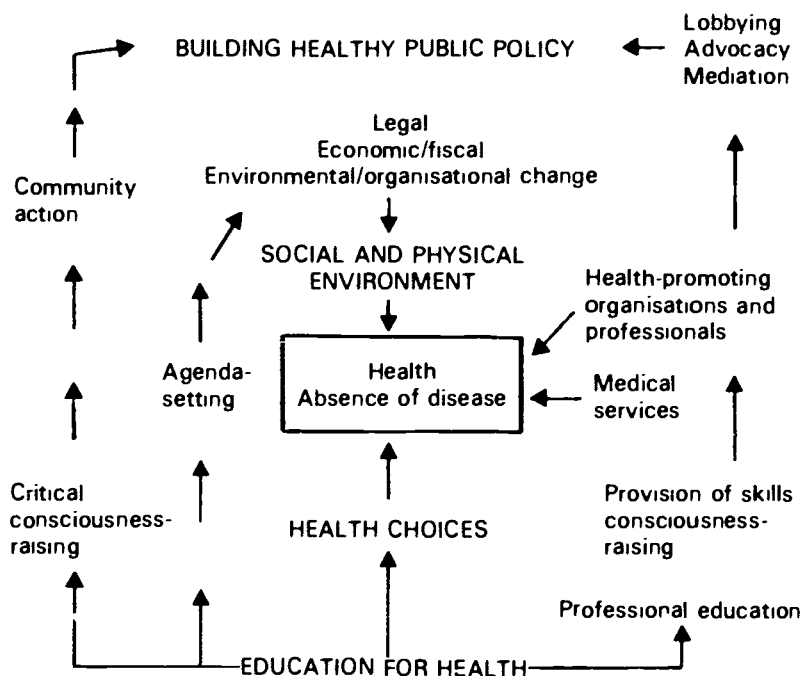 BUILDING HEALTHY PUBLIC POLICY
Lobbying
Advocacy
Mediation
Legal
Economic/fiscal
Environmental/organisational change
Community
action
SOCIAL AND PHYSICAL
ENVIRONMENT
Health-promoting
organisations and
professionals
Agenda-
setting
Health
Absence of disease
Medical
services
Critical
consciousness-
raising
HEALTH CHOICES
Provision of skills
consciousness-
raising
Professional education
EDUCATION FOR HEALTH